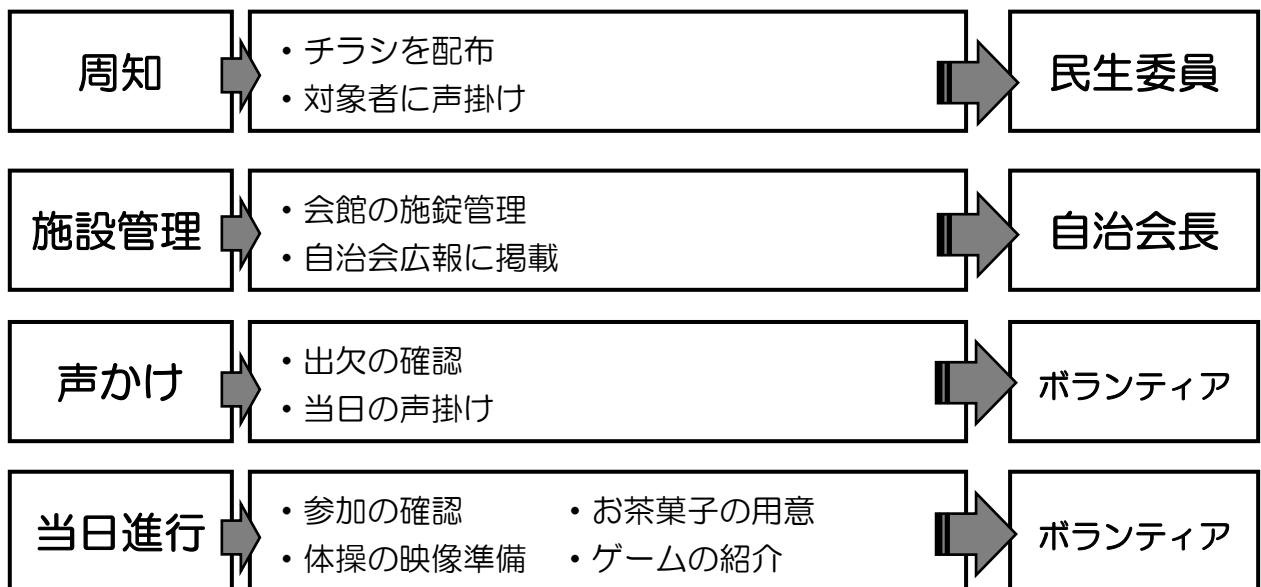 周知
・チラシを配布
・対象者に声掛け
民生委員
施設管理
・会館の施錠管理
・自治会広報に掲載
自治会長
声かけ
・出欠の確認
・当日の声掛け
ボランティア
当日進行
・参加の確認 ・お茶菓子の用意
・体操の映像準備 ・ゲームの紹介
ボランティア